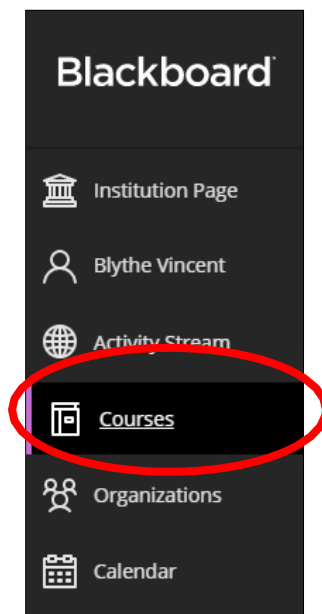 Blackboard
Institution Page
Blythe Vincent
Activity Stream
Courses
Organizations
Calendar